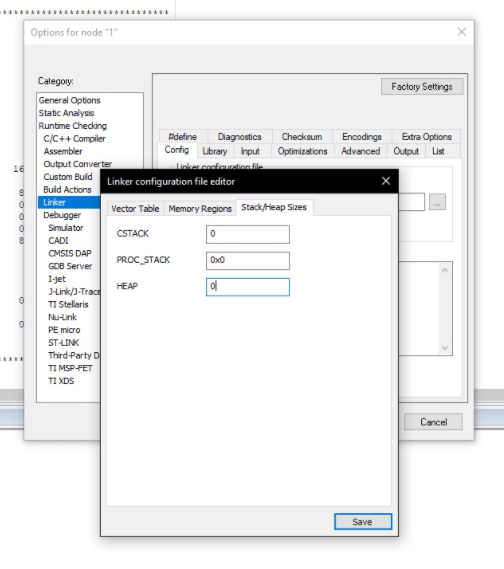 *******************************
Options for node "1"
Category:
Factory Settings
General Options
Static Analysis
Runtime Checking
C/C++ Compiler
Assembler
Output Converter
Custom Build
Build Actions
Linker
Debugger
Simulator
CADI
CMSIS DAP
GDB Server
I-jet
J-Link/J-Trace
TI Stellaris
Nu-Link
PE micro
ST-LINK
Third-Party D
TI MSP-FET
TI XDS
#define Diagnostics Checksum Encodings Extra Options
Config Library Input Optimizations Advanced Output List
Linker configuration file
...
16
8
0
0
0
8
0
0
****
Linker configuration file editor
Vector Table Memory Regions Stack/Heap Sizes
CSTACK 0
PROC_STACK 0x0
HEAP 0
Save
Cancel